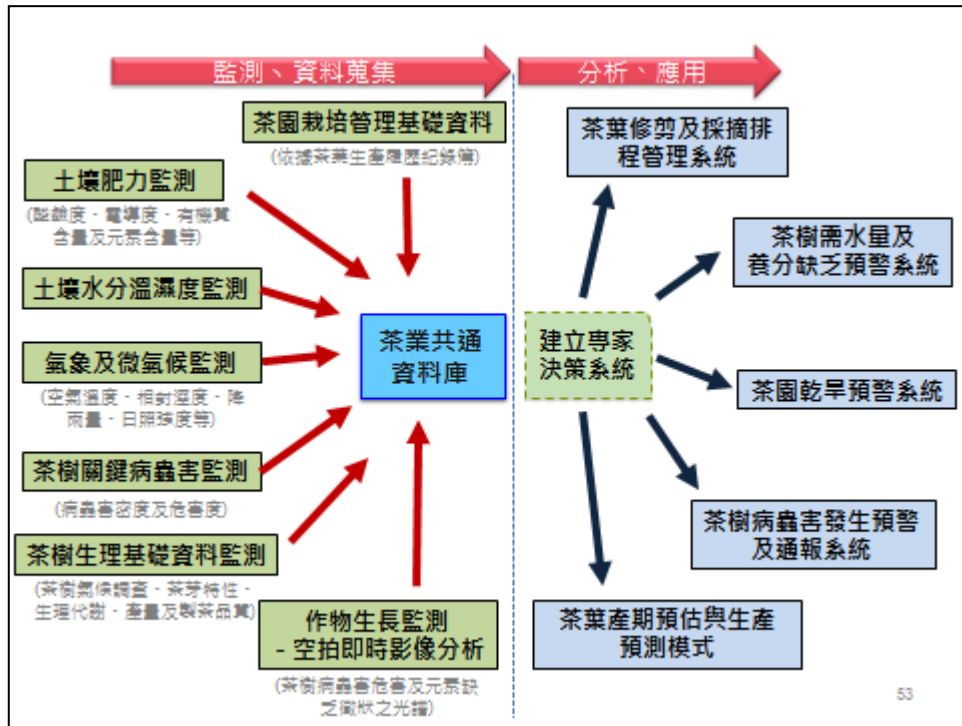 監測、資料蒐集
分析、應用
茶園栽培管理基礎資料
(依據茶葉生產履歷紀錄簿)
土壤肥力監測
(酸鹼度、電導度、有機質
含量及元素含量等)
土壤水分溫濕度監測
氣象及微氣候監測
(空氣溫度、相對溼度、降
雨量、日照強度等)
茶樹關鍵病蟲害監測
(病蟲害密度及危害度)
茶樹生理基礎資料監測
(茶樹氣候調查、茶芽特性、
生理代謝、產量及製茶品質)
作物生長監測
- 空拍即時影像分析
(茶樹病蟲害危害及元素缺
乏徵狀之光譜)
茶業共通
資料庫
建立專家
決策系統
茶葉修剪及採摘排
程管理系統
茶樹需水量及
養分缺乏預警系統
茶園乾旱預警系統
茶樹病蟲害發生預警
及通報系統
茶葉產期預估與生產
預測模式
53